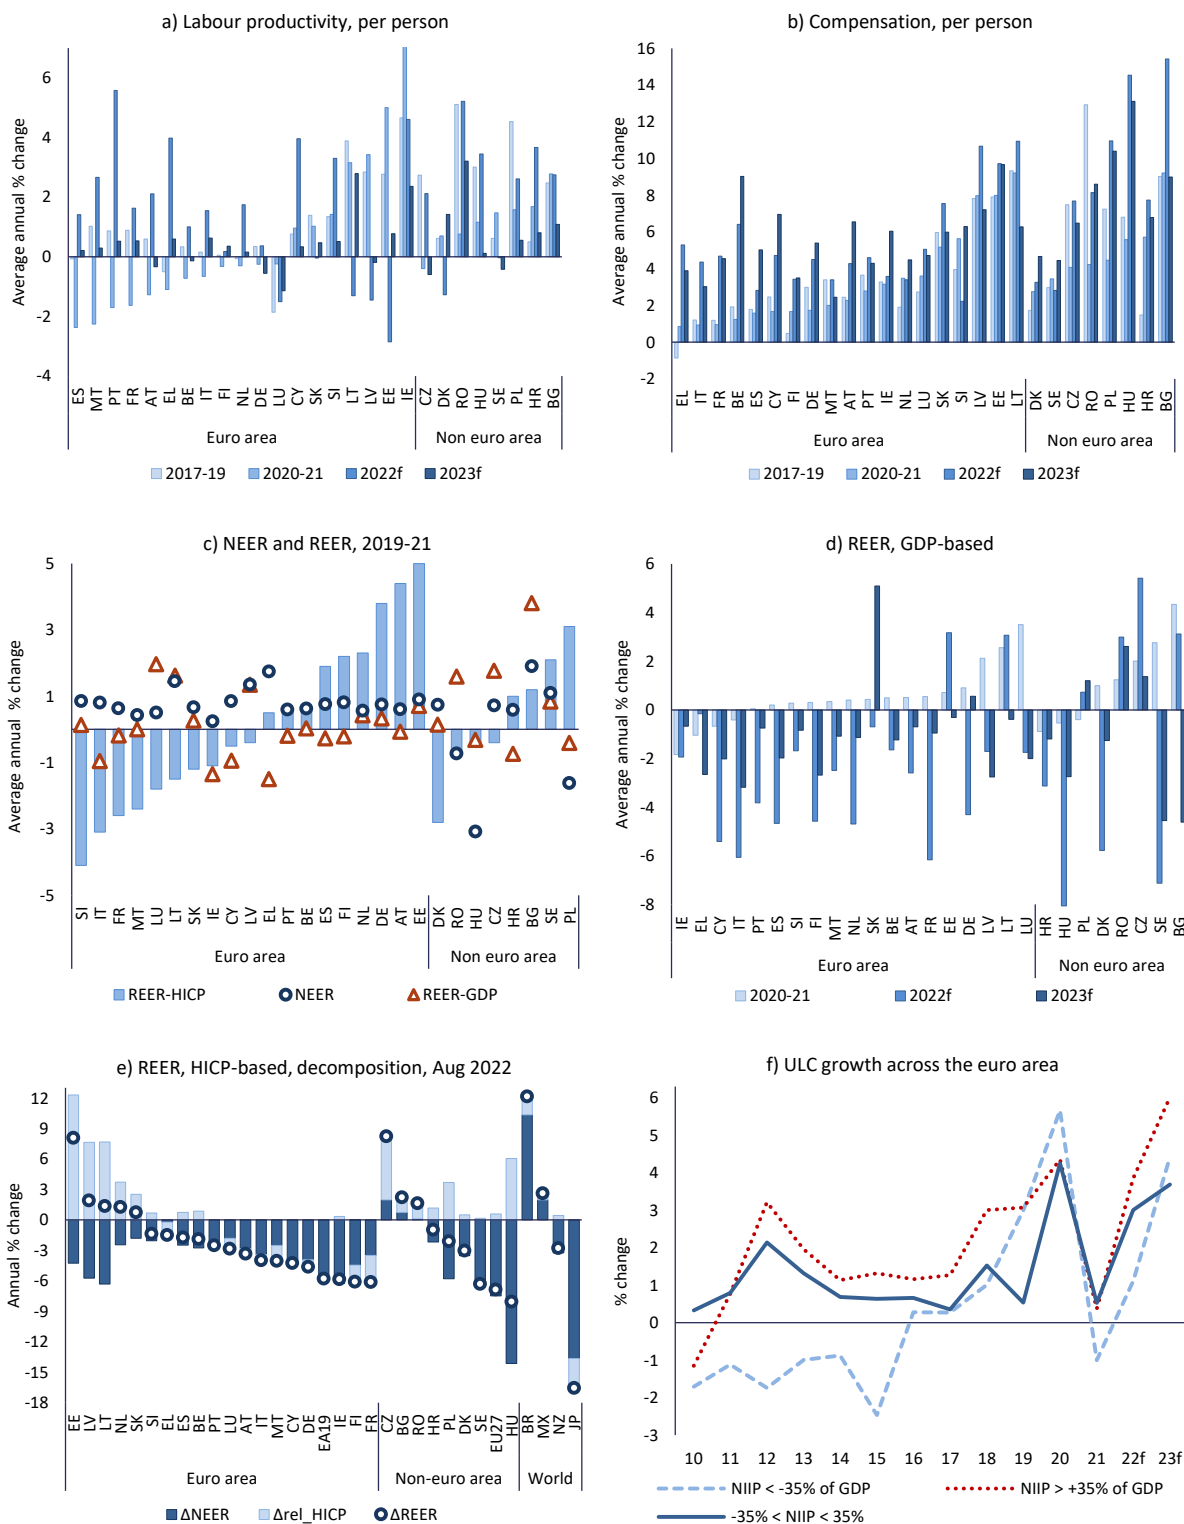 a) Labour productivity, per person
Average annual % change
6
4
2
0
-2
-4
ES MT PT FR AT EL BE IT FI NL DE LU CY SK SI LT LV EE IE CZ DK RO HU SE PL HR BG
Euro area Non euro area
2017-19 2020-21 2022f 2023f
b) Compensation, per person
Average annual % change
16
14
12
10
8
6
4
2
0
-2
EL IT FR BE ES CY FI DE MT AT PT IE NL LU SK SI LV EE LT DK SE CZ RO PL HU HR BG
Euro area Non euro area
2017-19 2020-21 2022f 2023f
c) NEER and REER, 2019-21
Average annual % change
5
3
1
-1
-3
-5
SI IT FR MT LU LT SK IE CY LV EL PT BE ES FI NL DE AT EE DK RO HU CZ HR BG SE PL
Euro area Non euro area
REER-HICP NEER REER-GDP
d) REER, GDP-based
Average annual % change
6
4
2
0
-2
-4
-6
-8
IE EL CY IT PT ES SI FI MT NL SK BE AT FR EE DE LV LT LU HR HU PL DK RO CZ SE BG
Euro area Non euro area
2020-21 2022f 2023f
e) REER, HICP-based, decomposition, Aug 2022
Annual % change
12
9
6
3
0
-3
-6
-9
-12
-15
-18
EE LV LT NL SK SI EL ES BE PT LU AT IT MT CY DE EA19 IE FI FR CZ BG RO HR PL DK SE EU27 HU BR MX NZ JP
Euro area Non-euro area World
ΔNEER Δrel_HICP ΔREER
f) ULC growth across the euro area
% change
6
5
4
3
2
1
0
-1
-2
-3
10 11 12 13 14 15 16 17 18 19 20 21 22f 23f
NIIP < -35% of GDP NIIP > +35% of GDP
-35% < NIIP < 35%